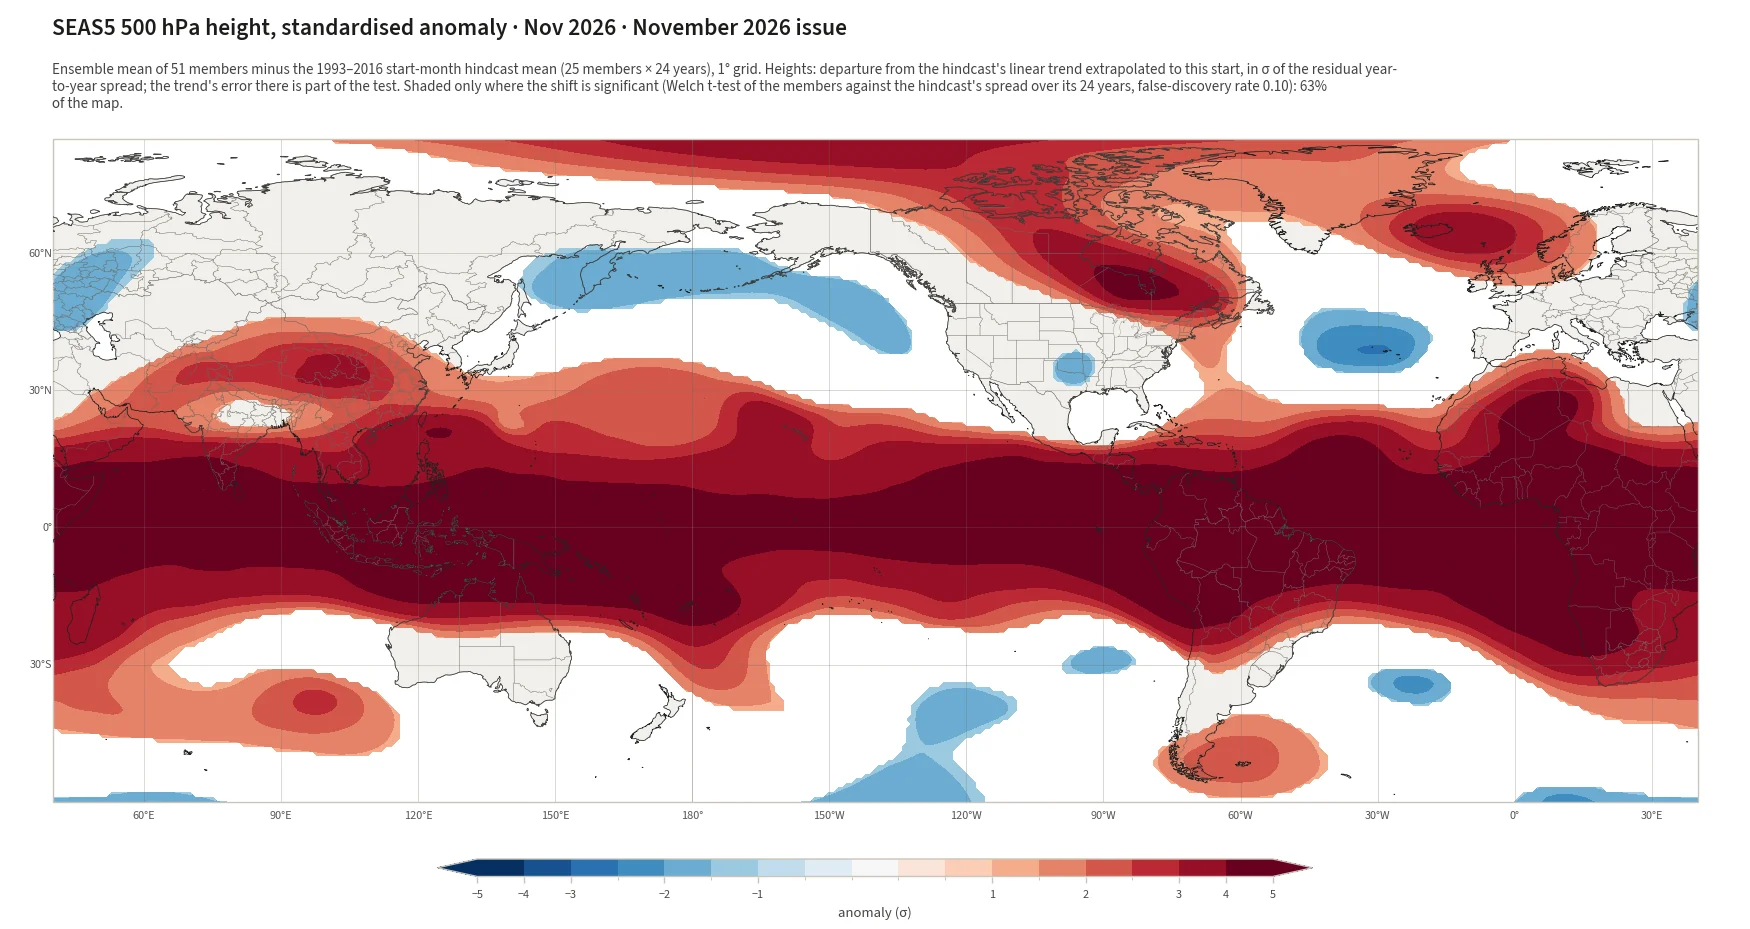 SEAS5 500 hPa height, standardised anomaly · Nov 2026 · November 2026 issue
Ensemble mean of 51 members minus the 1993–2016 start-month hindcast mean (25 members × 24 years), 1° grid. Heights: departure from the hindcast's linear trend extrapolated to this start, in σ of the residual year-
to-year spread; the trend's error there is part of the test. Shaded only where the shift is significant (Welch t-test of the members against the hindcast's spread over its 24 years, false-discovery rate 0.10): 63%
of the map.
60°N
30°N
0°
30°S
60°E 90°E 120°E 150°E 180° 150°W 120°W 90°W 60°W 30°W 0° 30°E
−5 −4 −3 −2 −1 1 2 3 4 5
anomaly (σ)